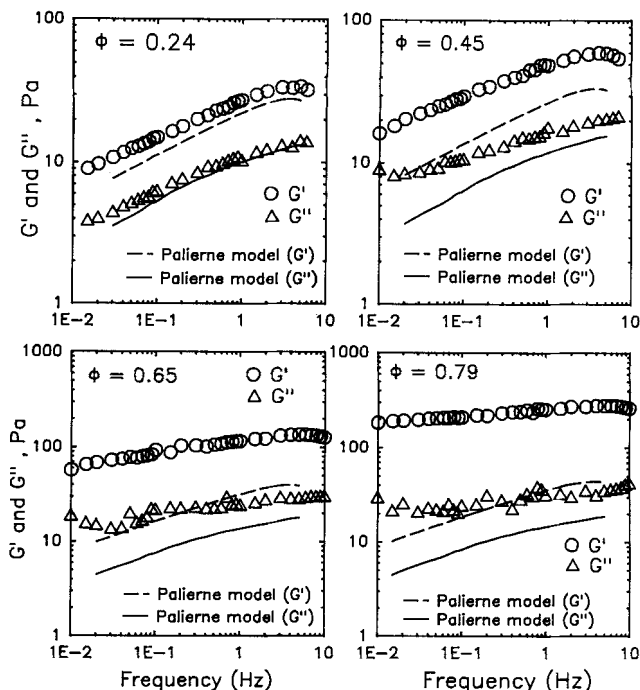 G' and G'' , Pa
100
10
1
Φ = 0.24
○ G'
△ G''
Palierne model (G')
Palierne model (G'')
1E-2 1E-1 1 10
100
10
1
Φ = 0.45
○ G'
△ G''
Palierne model (G')
Palierne model (G'')
1E-2 1E-1 1 10
G' and G'' , Pa
1000
100
10
1
Φ = 0.65
○ G'
△ G''
Palierne model (G')
Palierne model (G'')
1E-2 1E-1 1 10
Frequency (Hz)
1000
100
10
1
Φ = 0.79
○ G'
△ G''
Palierne model (G')
Palierne model (G'')
1E-2 1E-1 1 10
Frequency (Hz)